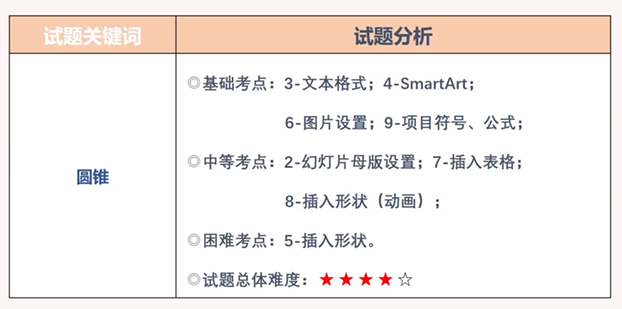 试题关键词
试题分析
圆锥
◎基础考点：3-文本格式；4-SmartArt；
6-图片设置；9-项目符号、公式；
◎中等考点：2-幻灯片母版设置；7-插入表格；
8-插入形状（动画）；
◎困难考点：5-插入形状。
◎试题总体难度：★★★★☆